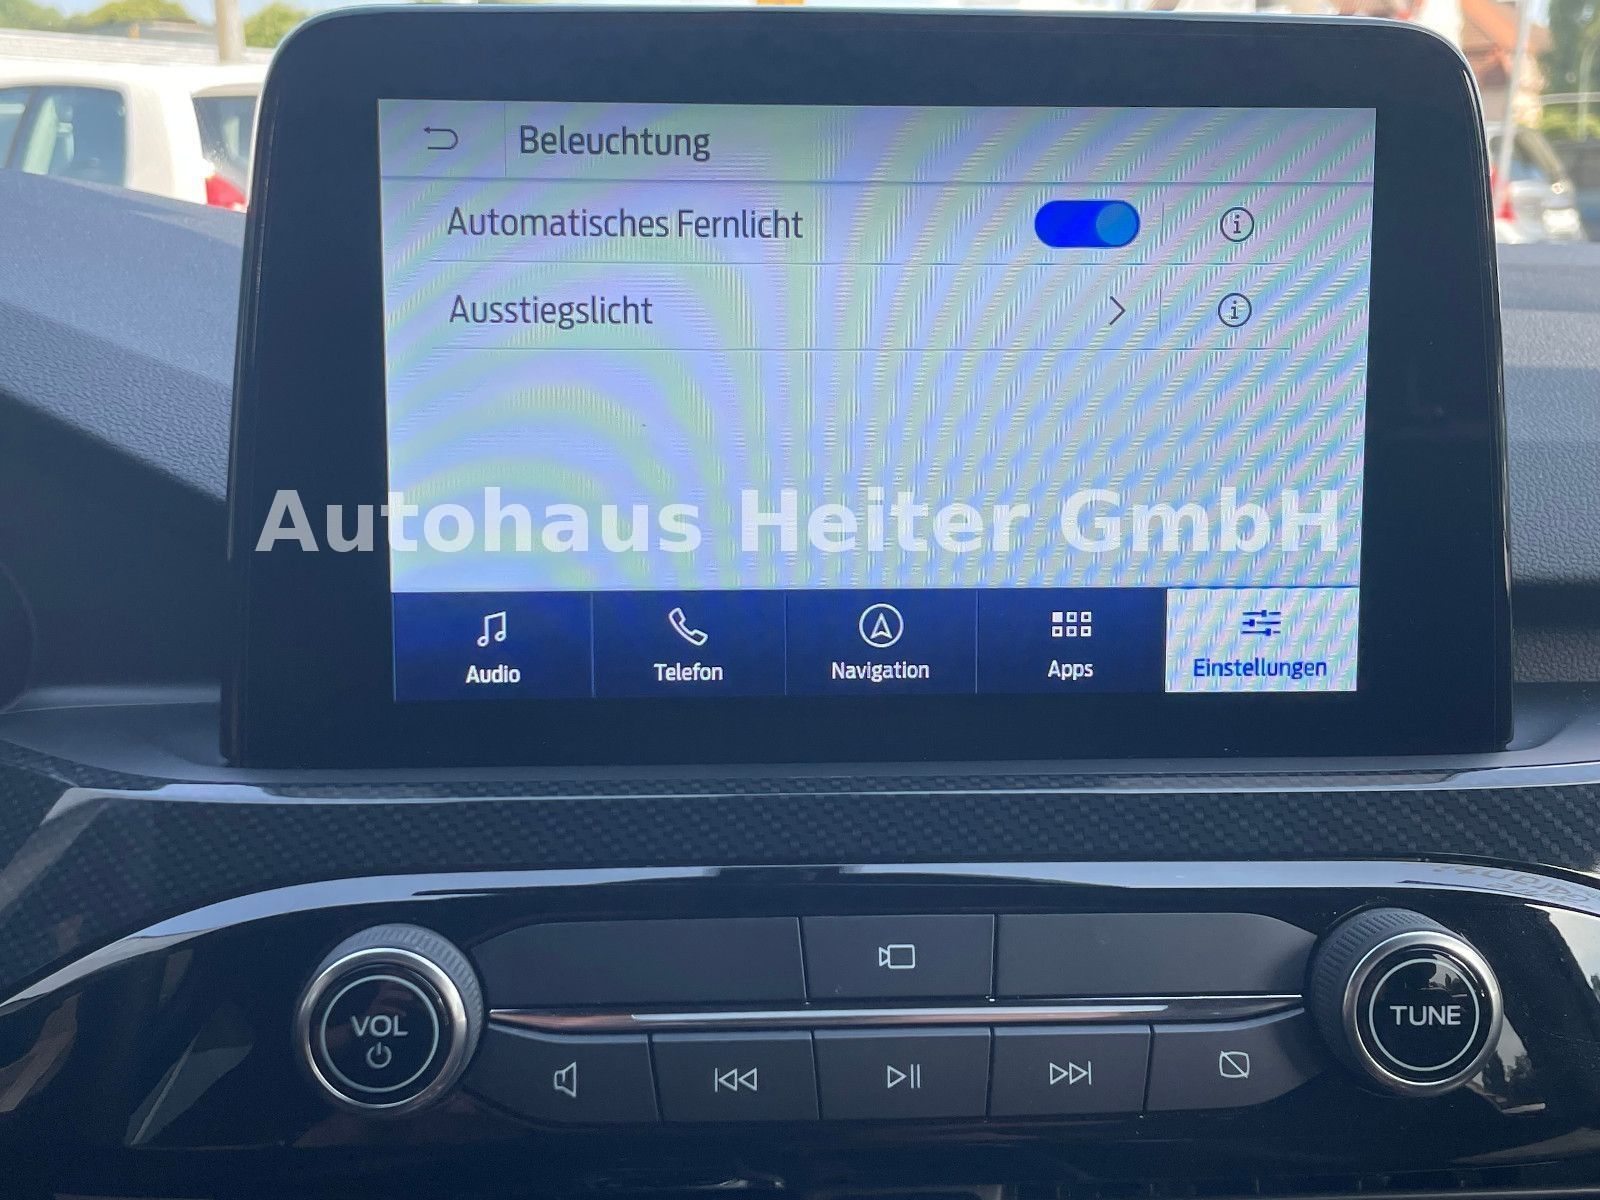 Beleuchtung
Automatisches Fernlicht
Ausstiegslicht
Autohaus Heiter GmbH
Audio
Telefon
Navigation
Apps
Einstellungen
VOL
TUNE